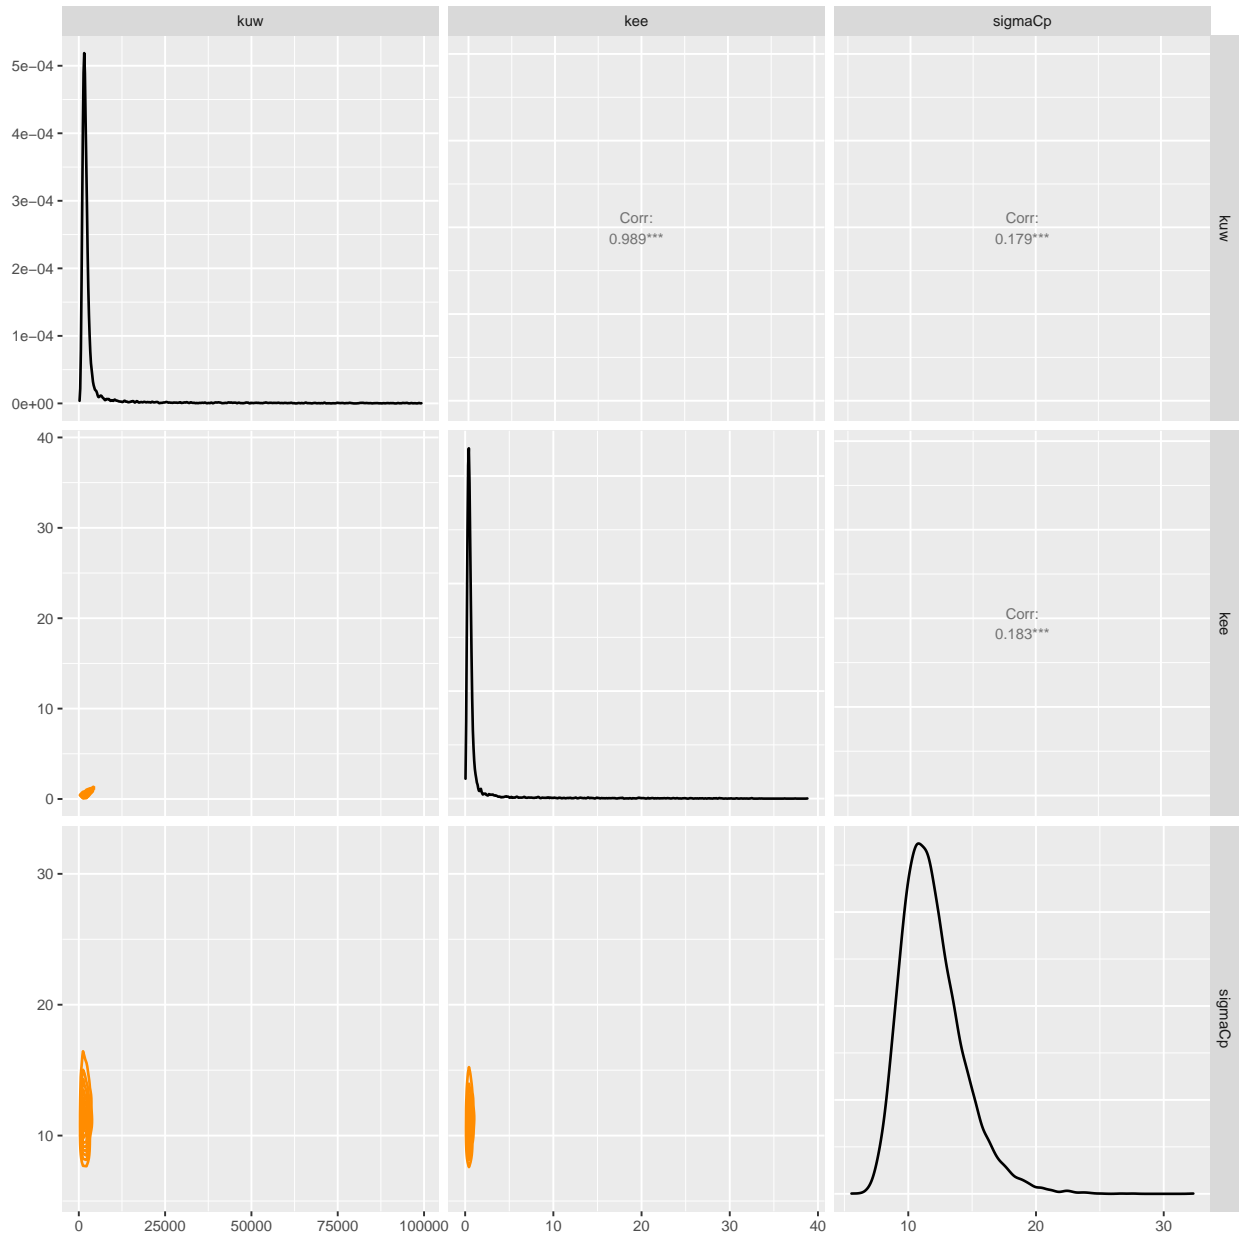 kuw kee sigmaCp
5e−04
4e−04
3e−04
2e−04
1e−04
0e+00
Corr:
0.989***
Corr:
0.179***
kuw
40
30
20
10
0
Corr:
0.183***
kee
30
20
10
sigmaCp
0 25000 50000 75000 100000 0 10 20 30 40 10 20 30